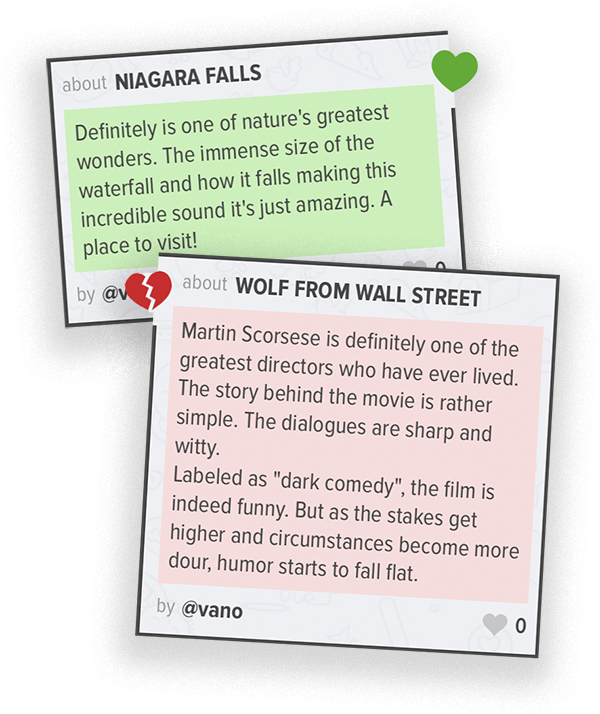 about NIAGARA FALLS
Definitely is one of nature's greatest
wonders. The immense size of the
waterfall and how it falls making this
incredible sound it's just amazing. A
place to visit!
by
about WOLF FROM WALL STREET
Martin Scorsese is definitely one of the
greatest directors who have ever lived.
The story behind the movie is rather
simple. The dialogues are sharp and
witty.
Labeled as "dark comedy", the film is
indeed funny. But as the stakes get
higher and circumstances become more
dour, humor starts to fall flat.
by @vano
0